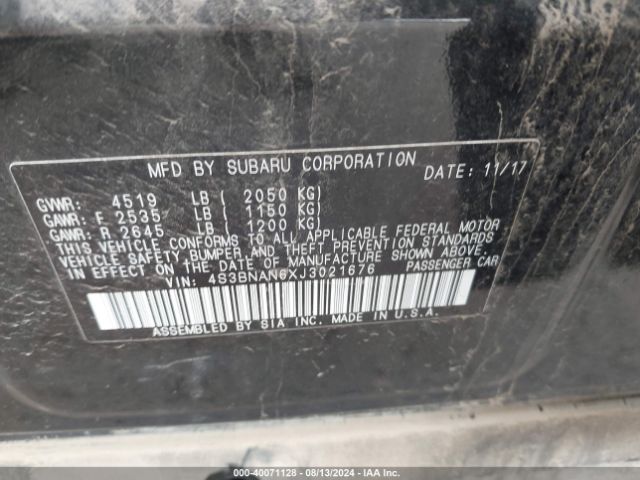 MFD BY SUBARU CORPORATION DATE: 11/17
GVWR: 4519 LB ( 2050 KG)
GAWR: F 2535 LB ( 1150 KG)
GAWR: R 2645 LB ( 1200 KG)
THIS VEHICLE CONFORMS TO ALL APPLICABLE FEDERAL MOTOR
VEHICLE SAFETY, BUMPER, AND THEFT PREVENTION STANDARDS
IN EFFECT ON THE DATE OF MANUFACTURE SHOWN ABOVE.
VIN: 4S3BNAN6XJ3021676 PASSENGER CAR
ASSEMBLED BY SIA INC. MADE IN U.S.A.
000-40071128 - 08/13/2024 - IAA Inc.